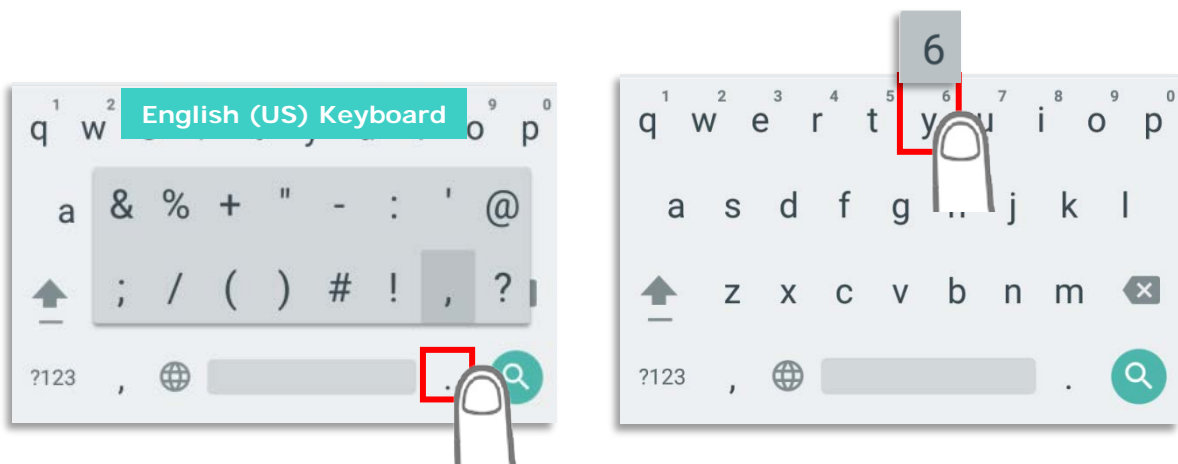 6
1 2 9 0
q w o p
English (US) Keyboard
a
& % + " - : ' @
; / ( ) # ! , ?
?123 , .
1 2 3 4 5 6 7 8 9 0
q w e r t y u i o p
a s d f g h j k l
z x c v b n m
?123 , .